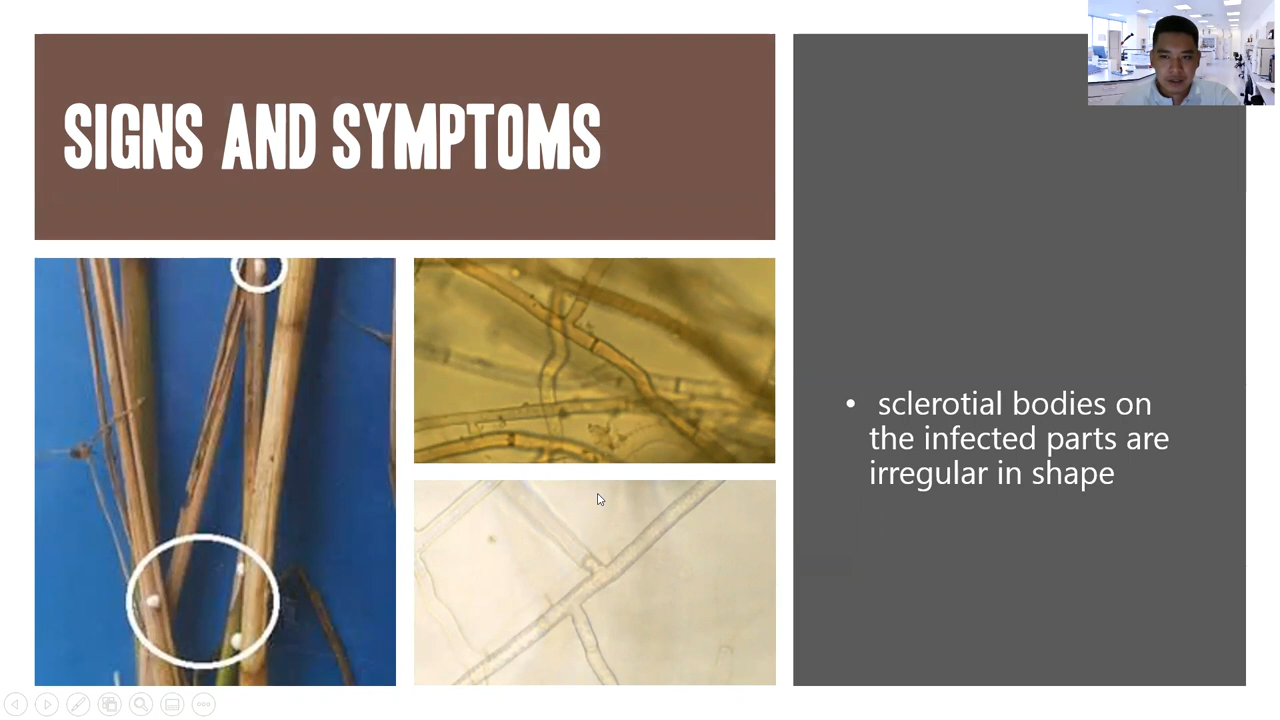 SIGNS AND SYMPTOMS
• sclerotial bodies on
the infected parts are
irregular in shape